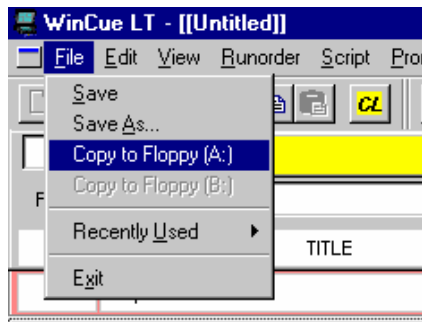 WinCue LT - [[Untitled]]
File Edit View Runorder Script
Save
Save As...
CL
Copy to Floppy (A:)
Copy to Floppy (B:)
F
Recently Used
TITLE
Exit